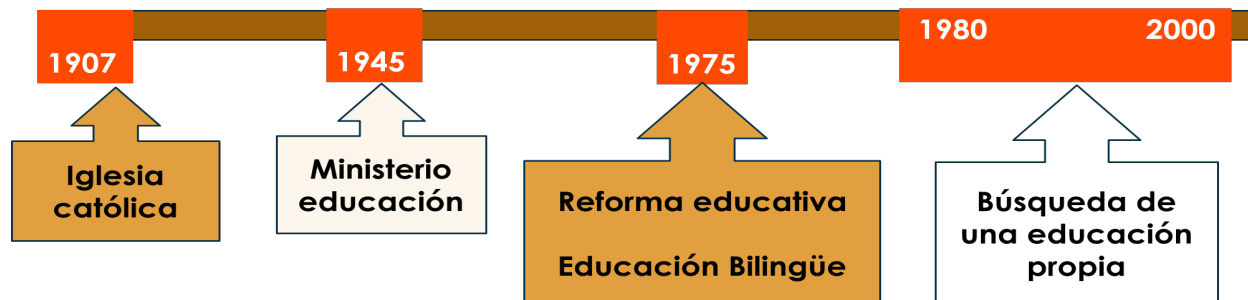 1907
1945
1975
1980 2000
Iglesia
católica
Ministerio
educación
Reforma educativa
Educación Bilingüe
Búsqueda de
una educación
propia